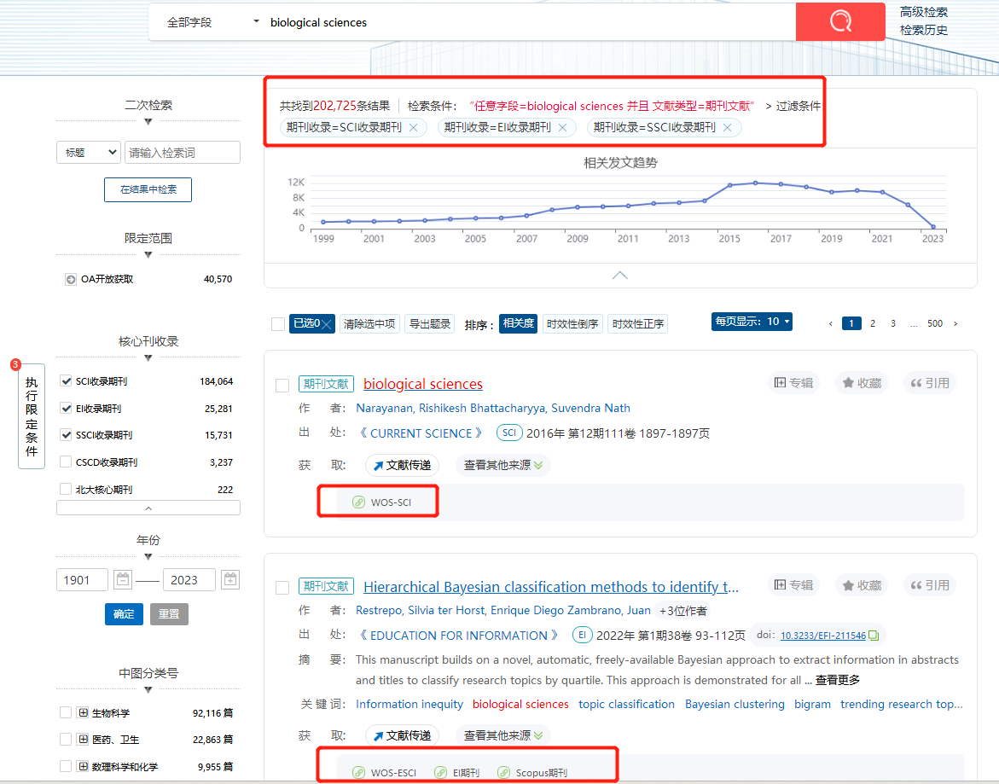 全部字段 biological sciences 高级检索
检索历史
二次检索
标题 请输入检索词
在结果中检索
限定范围
OA开放获取 40,570
核心刊收录
SCI收录期刊 184,064
EI收录期刊 25,281
SSCI收录期刊 15,731
CSCD收录期刊 3,237
北大核心期刊 222
3
执行限定条件
年份
1901 2023
确定 重置
中图分类号
生物科学 92,116 篇
医药、卫生 22,863 篇
数理科学和化学 9,955 篇
共找到202,725条结果 检索条件: “任意字段=biological sciences 并且 文献类型=期刊文献” > 过滤条件
期刊收录=SCI收录期刊 期刊收录=EI收录期刊 期刊收录=SSCI收录期刊
相关发文趋势
12K
8K
4K
0
1999 2001 2003 2005 2007 2009 2011 2013 2015 2017 2019 2021 2023
已选0 清除选中项 导出题录 排序: 相关度 时效性倒序 时效性正序 每页显示: 10 ‹ 1 2 3 ... 500 ›
期刊文献 biological sciences 专辑 收藏 引用
作 者: Narayanan, Rishikesh Bhattacharyya, Suvendra Nath
出 处: 《 CURRENT SCIENCE 》 SCI 2016年 第12期111卷 1897-1897页
获 取: 文献传递 查看其他来源
WOS-SCI
期刊文献 Hierarchical Bayesian classification methods to identify t... 专辑 收藏 引用
作 者: Restrepo, Silvia ter Horst, Enrique Diego Zambrano, Juan +3位作者
出 处: 《 EDUCATION FOR INFORMATION 》 EI 2022年 第1期38卷 93-112页 doi: 10.3233/EFI-211546
摘 要: This manuscript builds on a novel, automatic, freely-available Bayesian approach to extract information in abstracts
and titles to classify research topics by quartile. This approach is demonstrated for all ... 查看更多
关 键 词: Information inequity biological sciences topic classification Bayesian clustering bigram trending research top...
获 取: 文献传递 查看其他来源
WOS-ESCI EI期刊 Scopus期刊